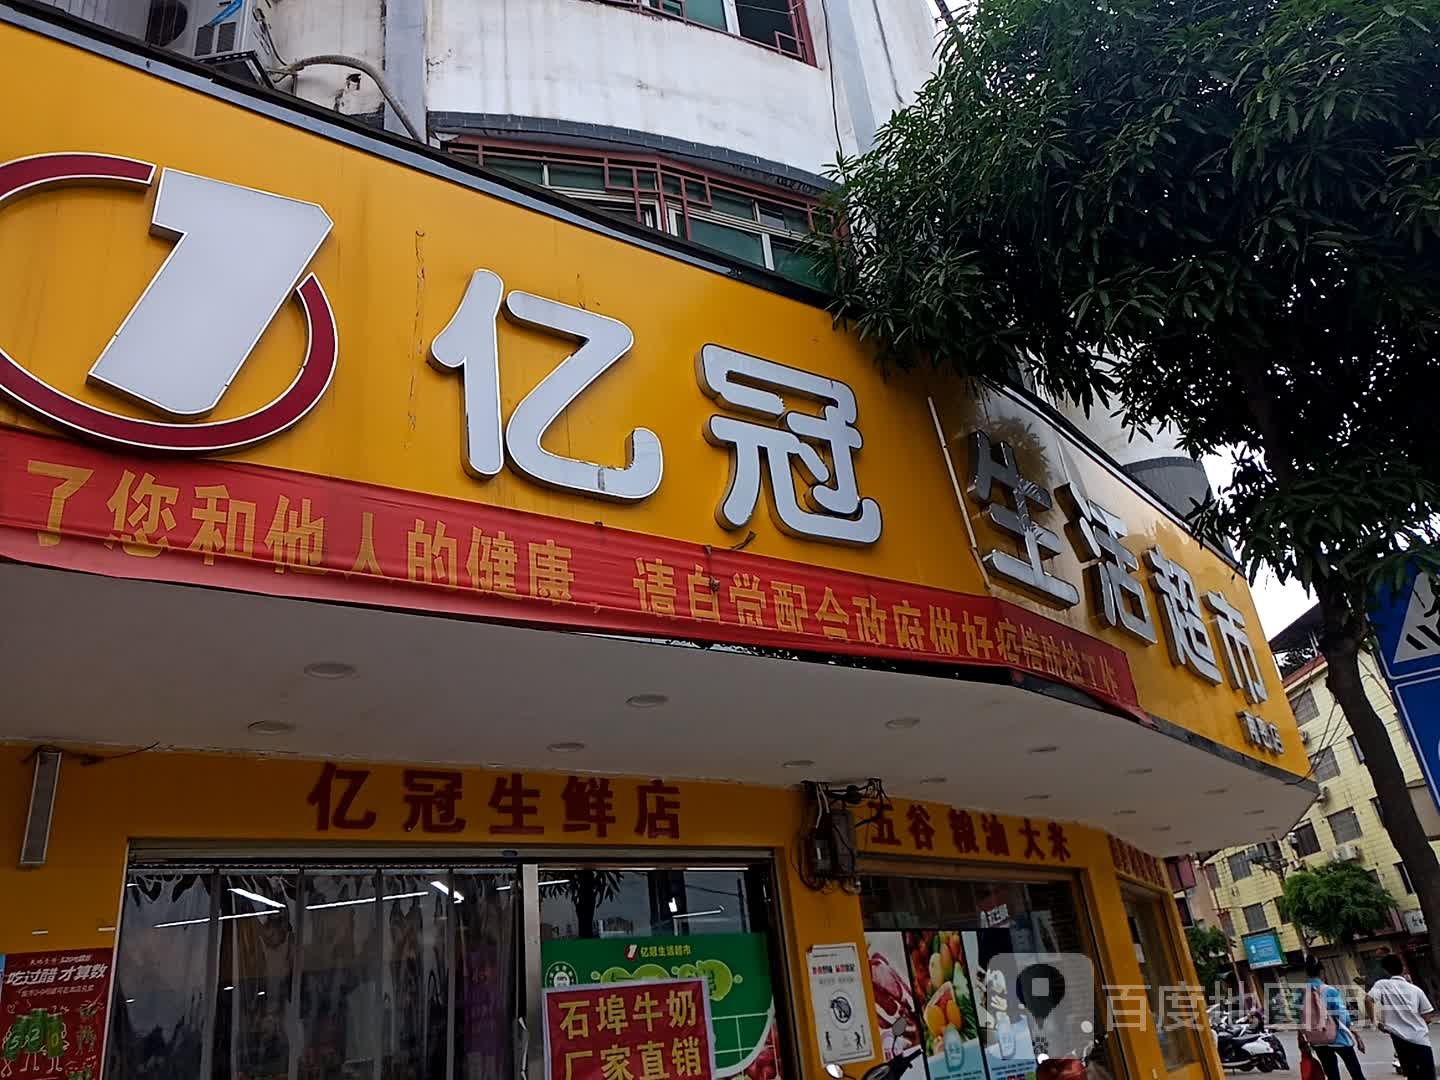 亿冠
生活超市
了您和他人的健康，请自觉配合政府做好疫情防控工作
亿冠生鲜店
五谷 粮油 大米
吃过醋 才算数
亿冠生活超市
石埠牛奶
厂家直销
百度地图用户